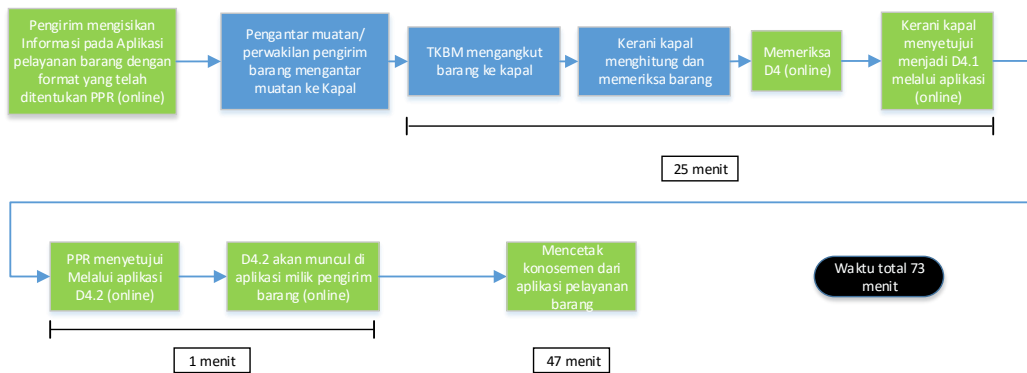 Pengirim mengisikan
Informasi pada Aplikasi
pelayanan barang dengan
format yang telah
ditentukan PPR (online)
Pengantar muatan/
perwakilan pengirim
barang mengantar
muatan ke Kapal
TKBM mengangkut
barang ke kapal
Kerani kapal
menghitung dan
memeriksa barang
Memeriksa
D4 (online)
Kerani kapal
menyetujui
menjadi D4.1
melalui aplikasi
(online)
25 menit
PPR menyetujui
Melalui aplikasi
D4.2 (online)
D4.2 akan muncul di
aplikasi milik pengirim
barang (online)
Mencetak
konosemen dari
aplikasi pelayanan
barang
Waktu total 73
menit
1 menit
47 menit